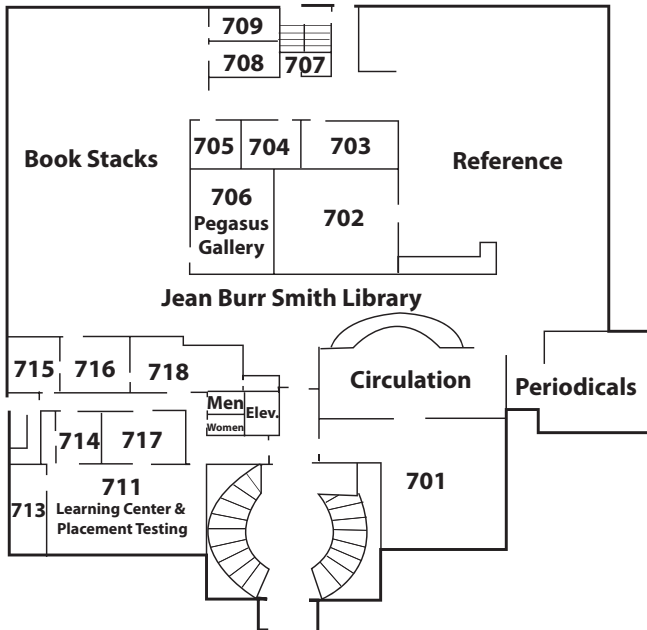 709
708
707
705
704
703
Book Stacks
Reference
706
Pegasus
Gallery
702
Jean Burr Smith Library
715
716
718
Circulation
Periodicals
Men
Women
Elev.
714
717
711
Learning Center &
Placement Testing
713
701